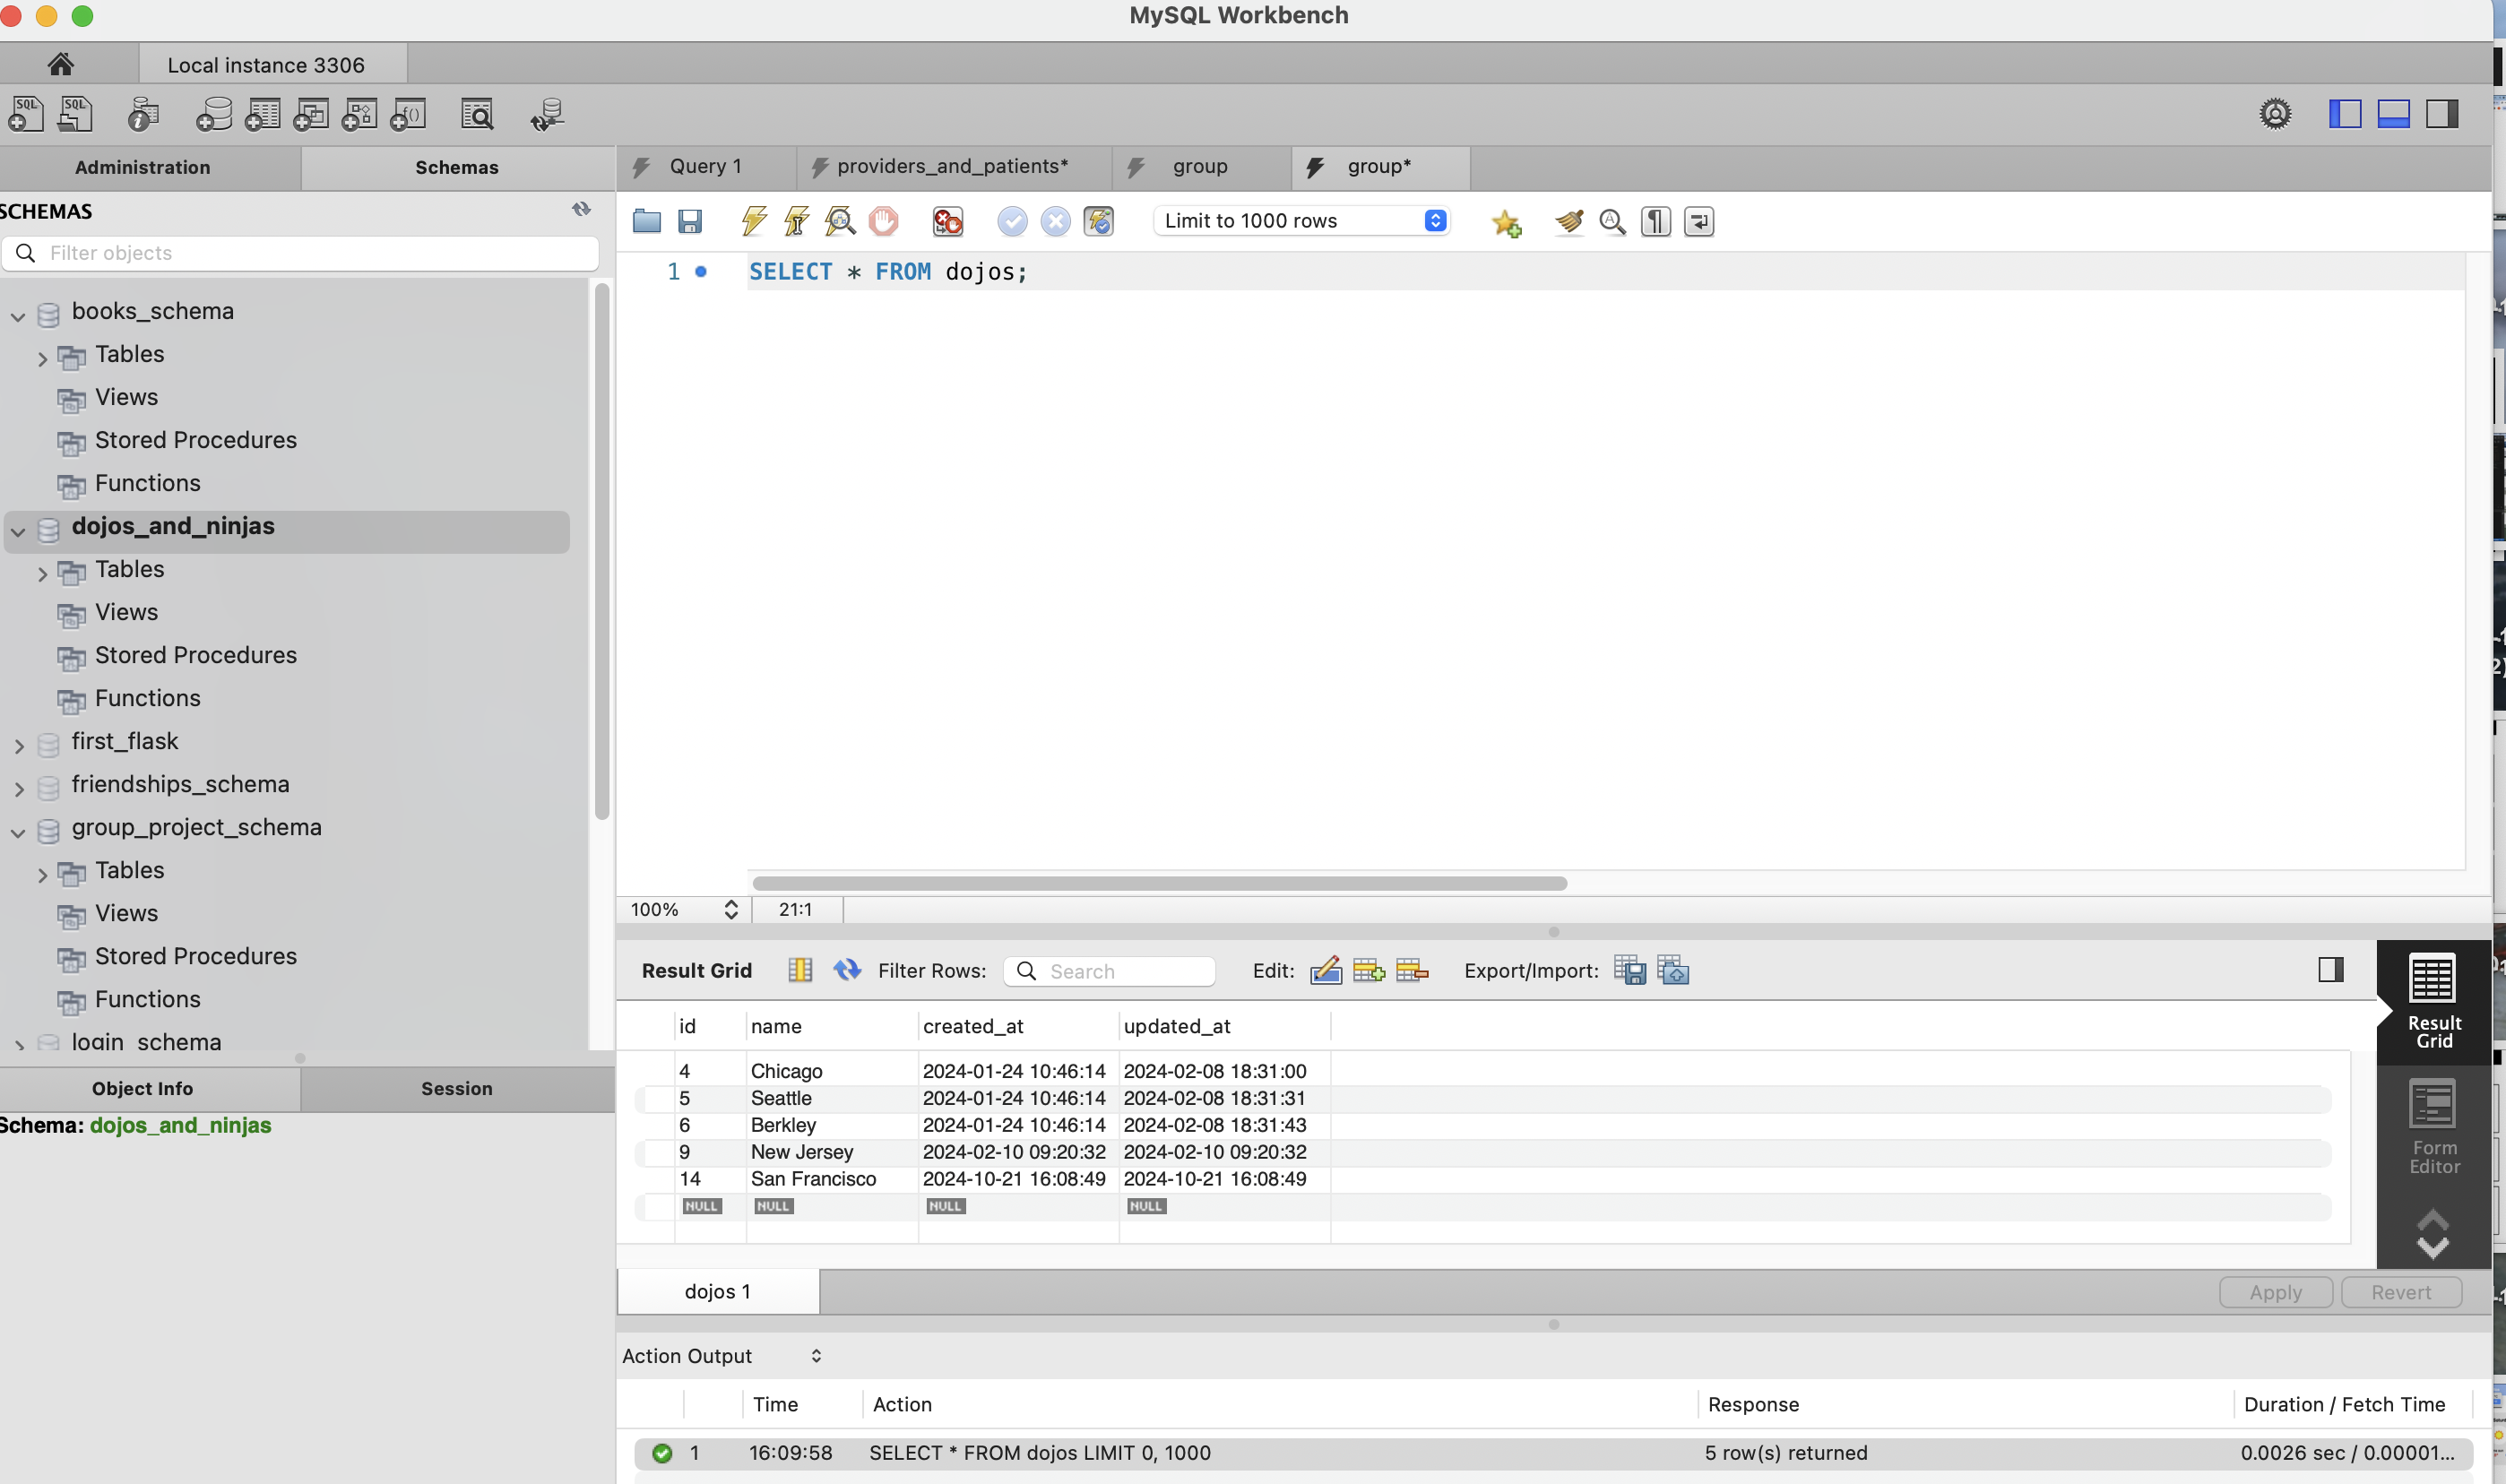 MySQL Workbench
Local instance 3306
Administration
Schemas
Query 1
providers_and_patients*
group
group*
SCHEMAS
Filter objects
Limit to 1000 rows
1 SELECT * FROM dojos;
books_schema
Tables
Views
Stored Procedures
Functions
dojos_and_ninjas
Tables
Views
Stored Procedures
Functions
first_flask
friendships_schema
group_project_schema
Tables
Views
Stored Procedures
Functions
login_schema
Object Info
Session
Schema: dojos_and_ninjas
100%
21:1
Result Grid
Filter Rows:
Search
Edit:
Export/Import:
id name created_at updated_at
4 Chicago 2024-01-24 10:46:14 2024-02-08 18:31:00
5 Seattle 2024-01-24 10:46:14 2024-02-08 18:31:31
6 Berkley 2024-01-24 10:46:14 2024-02-08 18:31:43
9 New Jersey 2024-02-10 09:20:32 2024-02-10 09:20:32
14 San Francisco 2024-10-21 16:08:49 2024-10-21 16:08:49
NULL NULL NULL NULL
Result
Grid
Form
Editor
dojos 1
Apply
Revert
Action Output
Time Action Response Duration / Fetch Time
1 16:09:58 SELECT * FROM dojos LIMIT 0, 1000 5 row(s) returned 0.0026 sec / 0.00001...